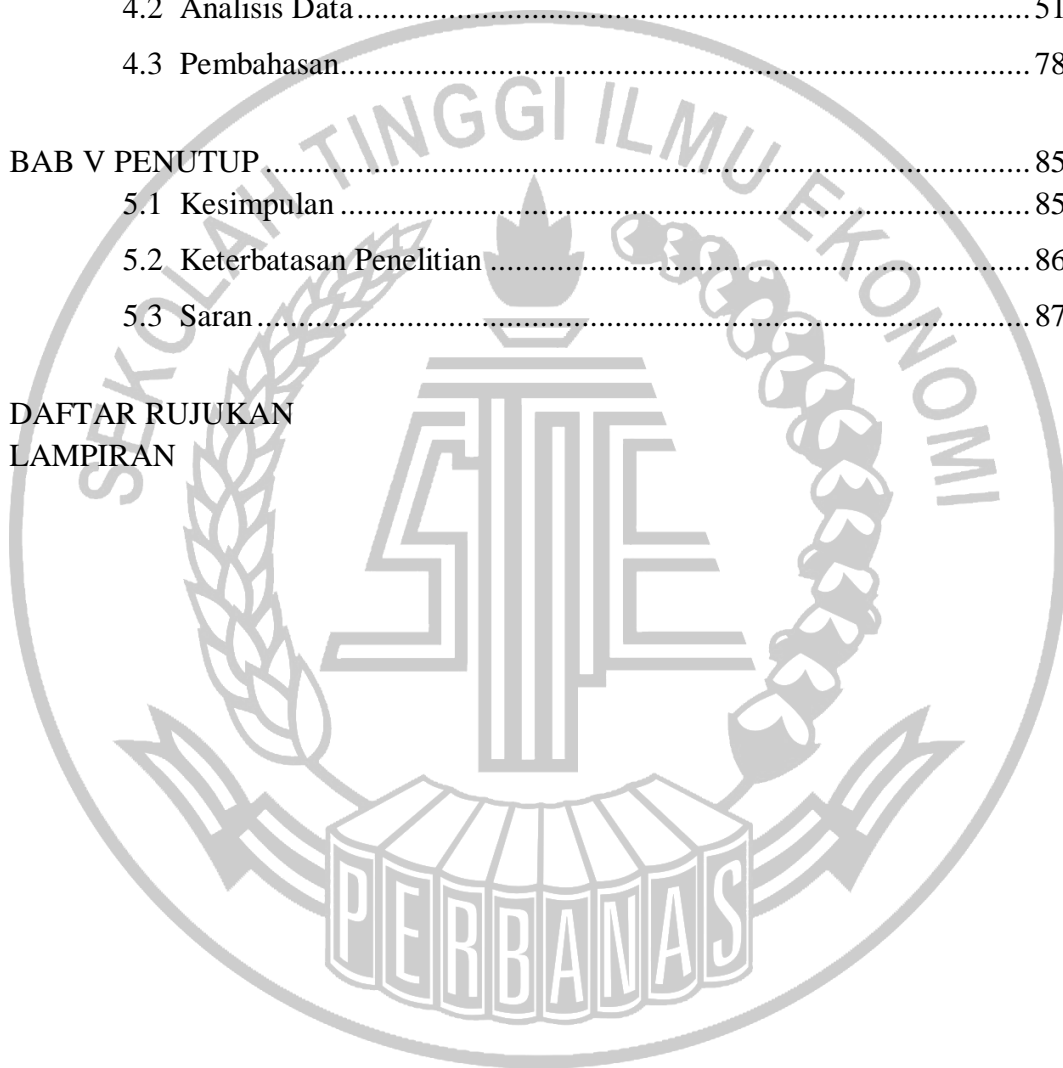 4.2 Analisis Data.......................................................................................51
4.3 Pembahasan.........................................................................................78
BAB V PENUTUP...................................................................................................85
5.1 Kesimpulan.........................................................................................85
5.2 Keterbatasan Penelitian.....................................................................86
5.3 Saran...................................................................................................87
DAFTAR RUJUKAN
LAMPIRAN
SEKOLAH TINGGI ILMU EKONOMI
STIE
PERBANAS